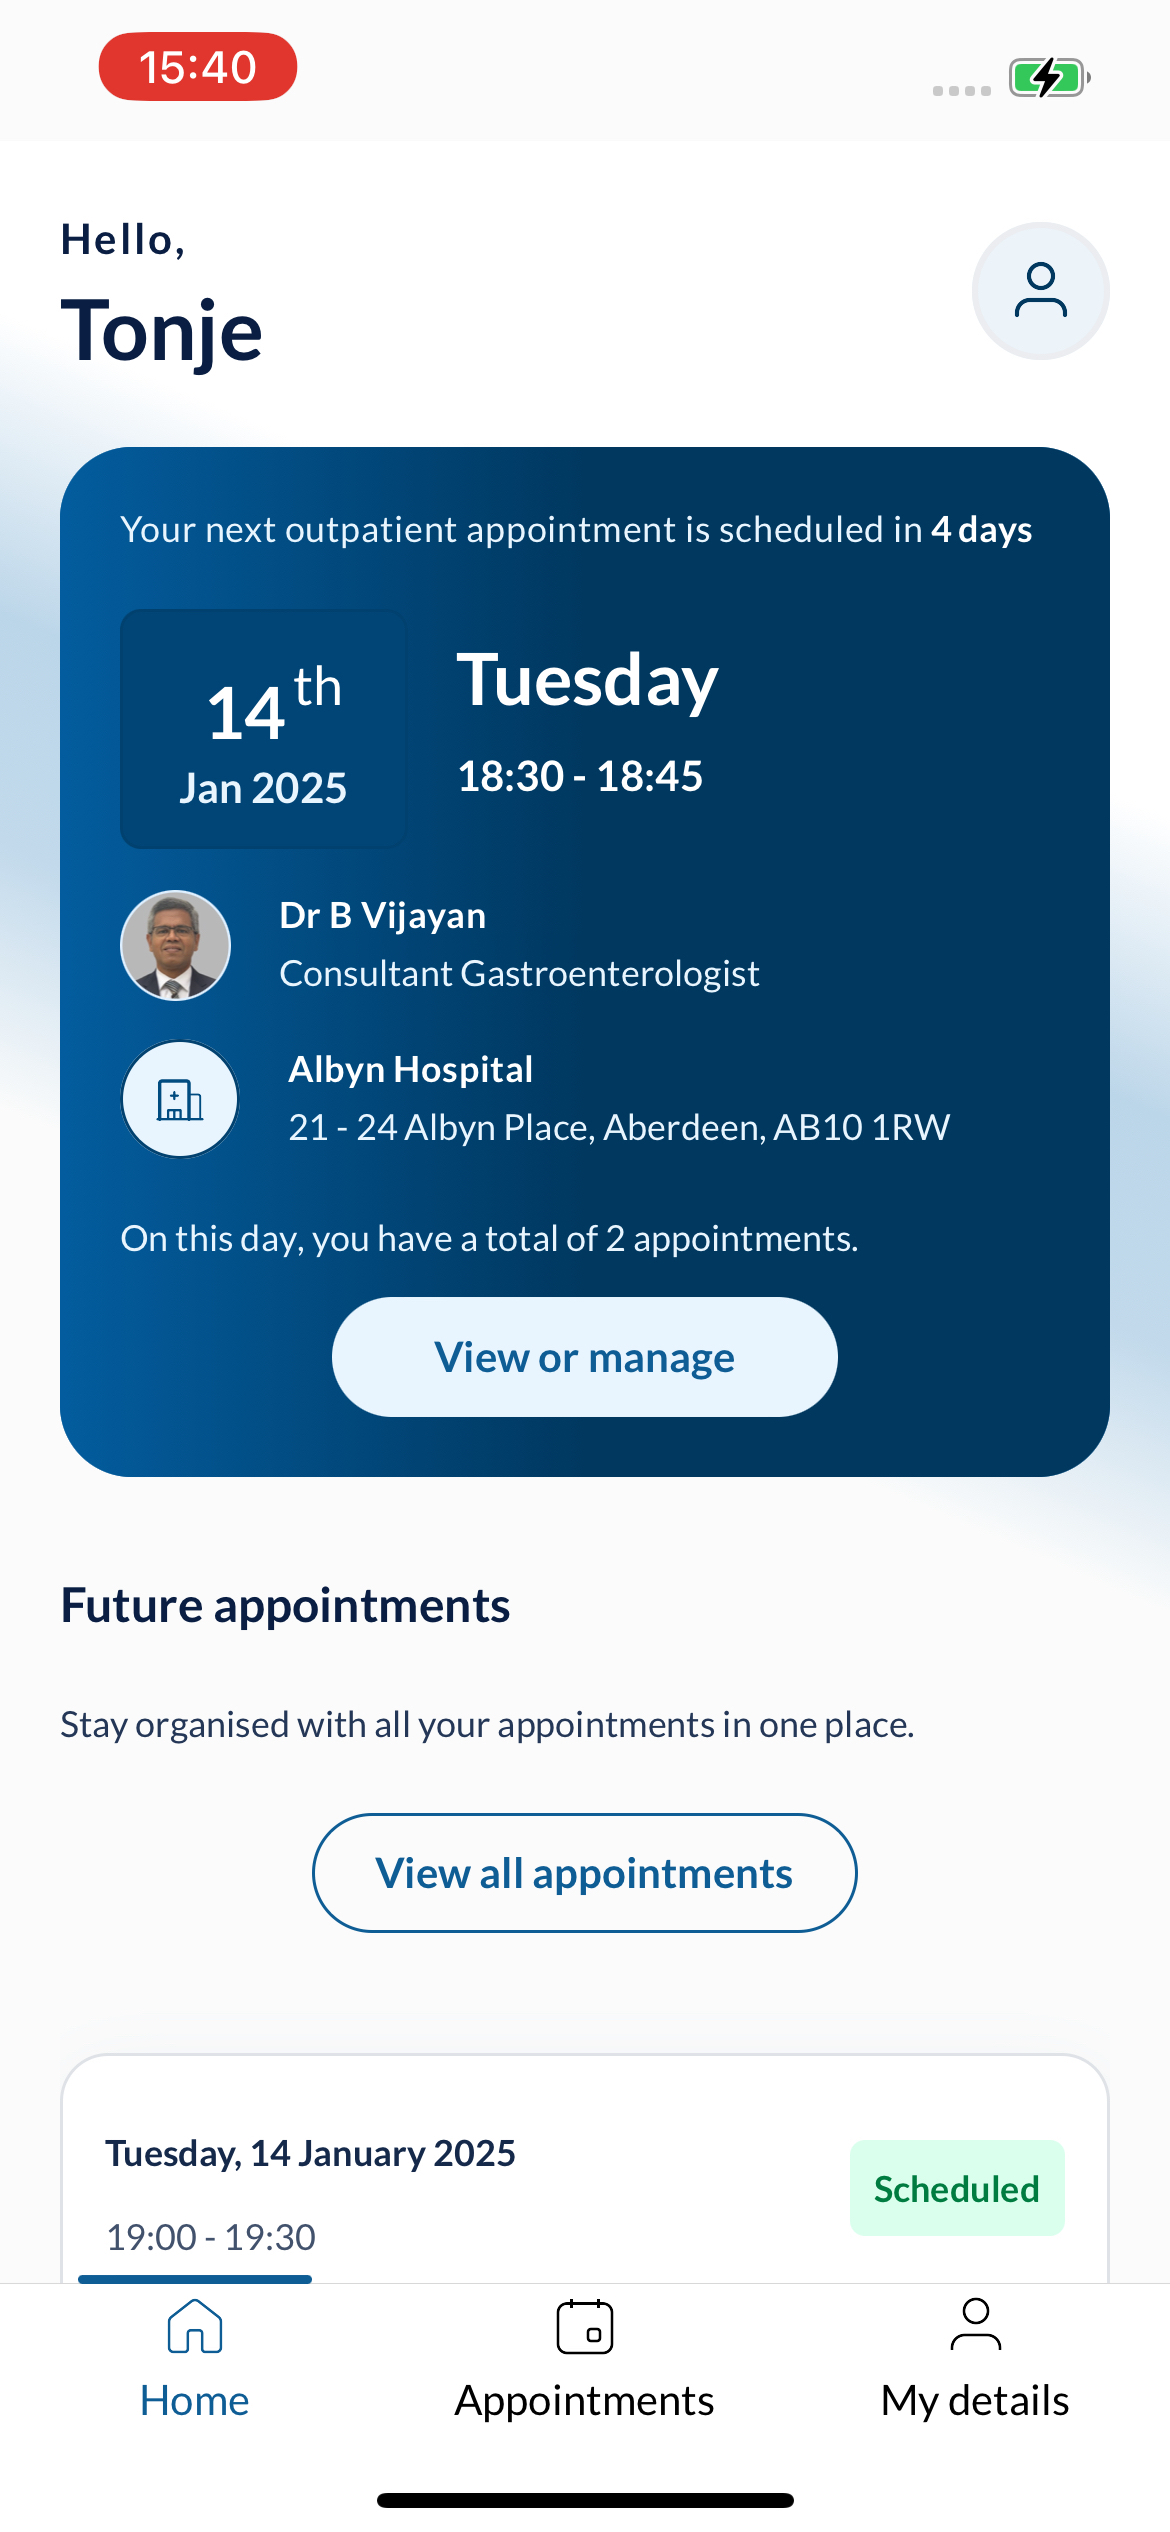 15:40
Hello,
Tonje
Your next outpatient appointment is scheduled in 4 days
14th
Jan 2025
Tuesday
18:30 - 18:45
Dr B Vijayan
Consultant Gastroenterologist
Albyn Hospital
21 - 24 Albyn Place, Aberdeen, AB10 1RW
On this day, you have a total of 2 appointments.
View or manage
Future appointments
Stay organised with all your appointments in one place.
View all appointments
Tuesday, 14 January 2025
Scheduled
19:00 - 19:30
Home
Appointments
My details